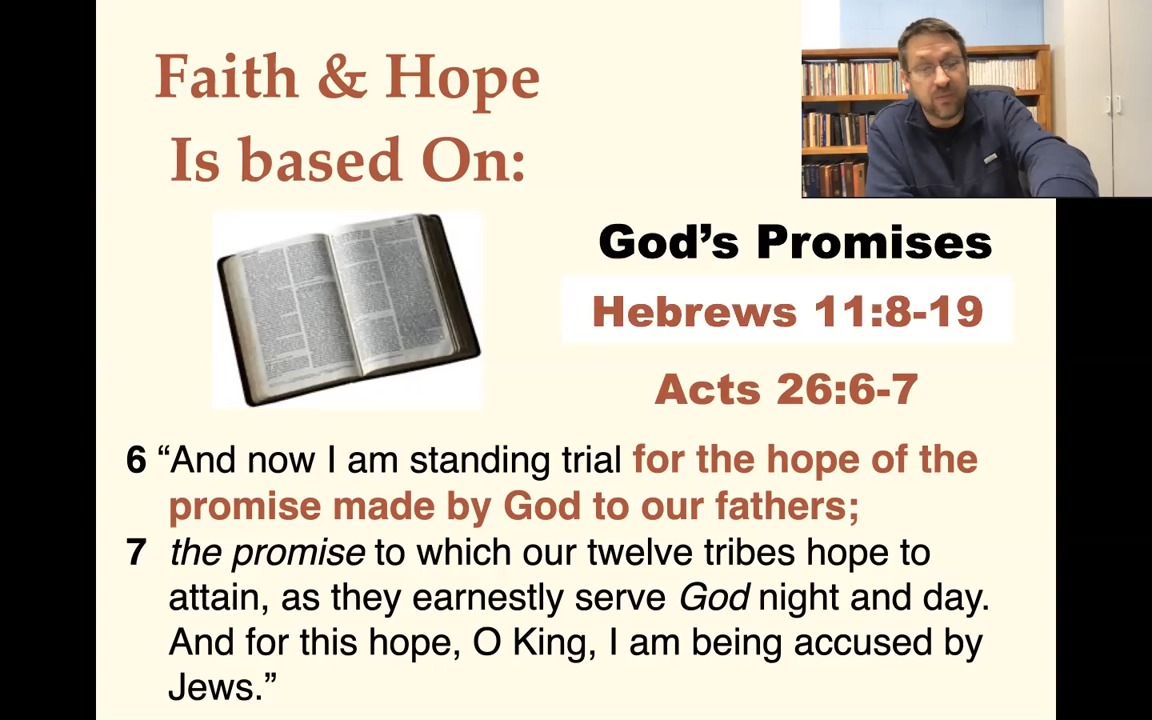 Faith & Hope
Is based On:
God’s Promises
Hebrews 11:8-19
Acts 26:6-7
6 “And now I am standing trial for the hope of the
promise made by God to our fathers;
7 the promise to which our twelve tribes hope to
attain, as they earnestly serve God night and day.
And for this hope, O King, I am being accused by
Jews.”